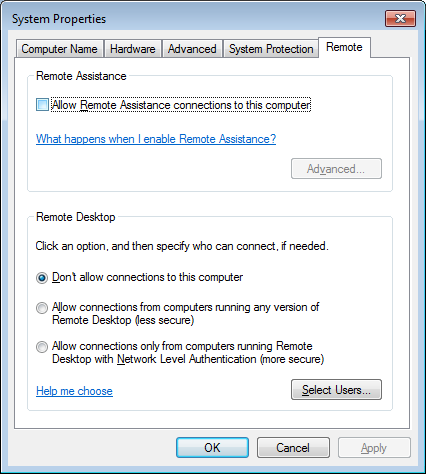 System Properties
Computer Name
Hardware
Advanced
System Protection
Remote
Remote Assistance
Allow Remote Assistance connections to this computer
What happens when I enable Remote Assistance?
Advanced...
Remote Desktop
Click an option, and then specify who can connect, if needed.
Don't allow connections to this computer
Allow connections from computers running any version of
Remote Desktop (less secure)
Allow connections only from computers running Remote
Desktop with Network Level Authentication (more secure)
Help me choose
Select Users...
OK
Cancel
Apply